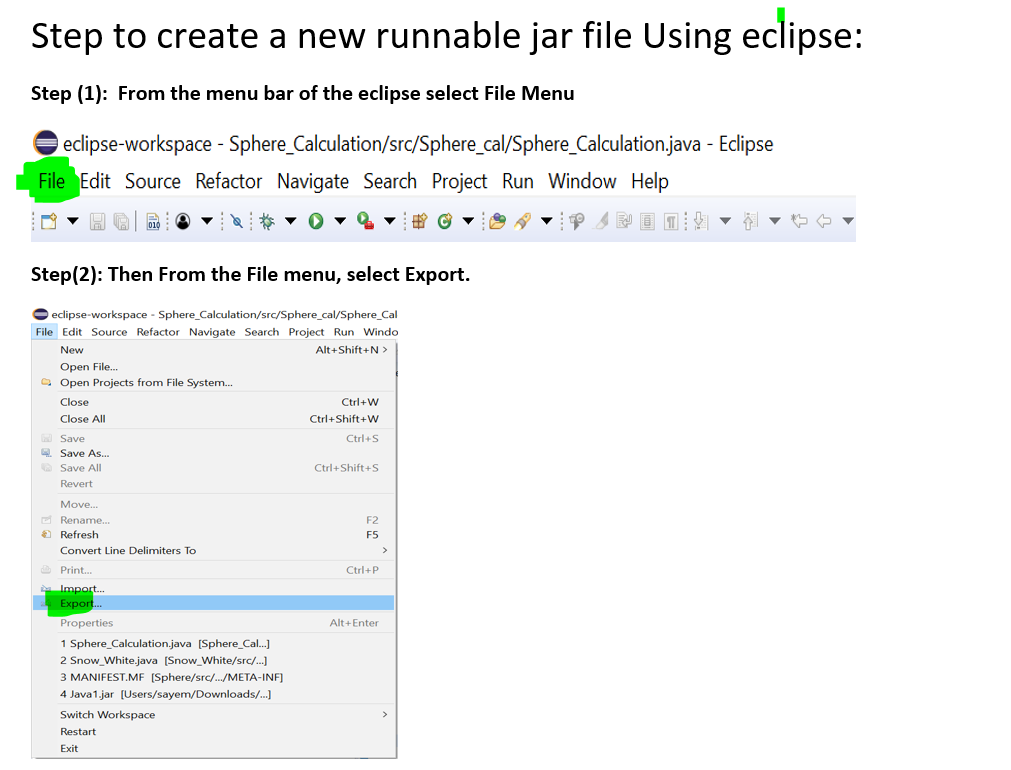 Step to create a new runnable jar file Using eclipse:
Step (1):  From the menu bar of the eclipse select File Menu
eclipse-workspace - Sphere_Calculation/src/Sphere_cal/Sphere_Calculation.java - Eclipse
File Edit Source Refactor Navigate Search Project Run Window Help
010
Step(2): Then From the File menu, select Export.
eclipse-workspace - Sphere_Calculation/src/Sphere_cal/Sphere_Cal
File Edit Source Refactor Navigate Search Project Run Windo
New Alt+Shift+N >
Open File...
Open Projects from File System...
Close Ctrl+W
Close All Ctrl+Shift+W
Save Ctrl+S
Save As...
Save All Ctrl+Shift+S
Revert
Move...
Rename... F2
Refresh F5
Convert Line Delimiters To >
Print... Ctrl+P
Import...
Export...
Properties Alt+Enter
1 Sphere_Calculation.java [Sphere_Cal...]
2 Snow_White.java [Snow_White/src/...]
3 MANIFEST.MF [Sphere/src/.../META-INF]
4 Java1.jar [Users/sayem/Downloads/...]
Switch Workspace >
Restart
Exit